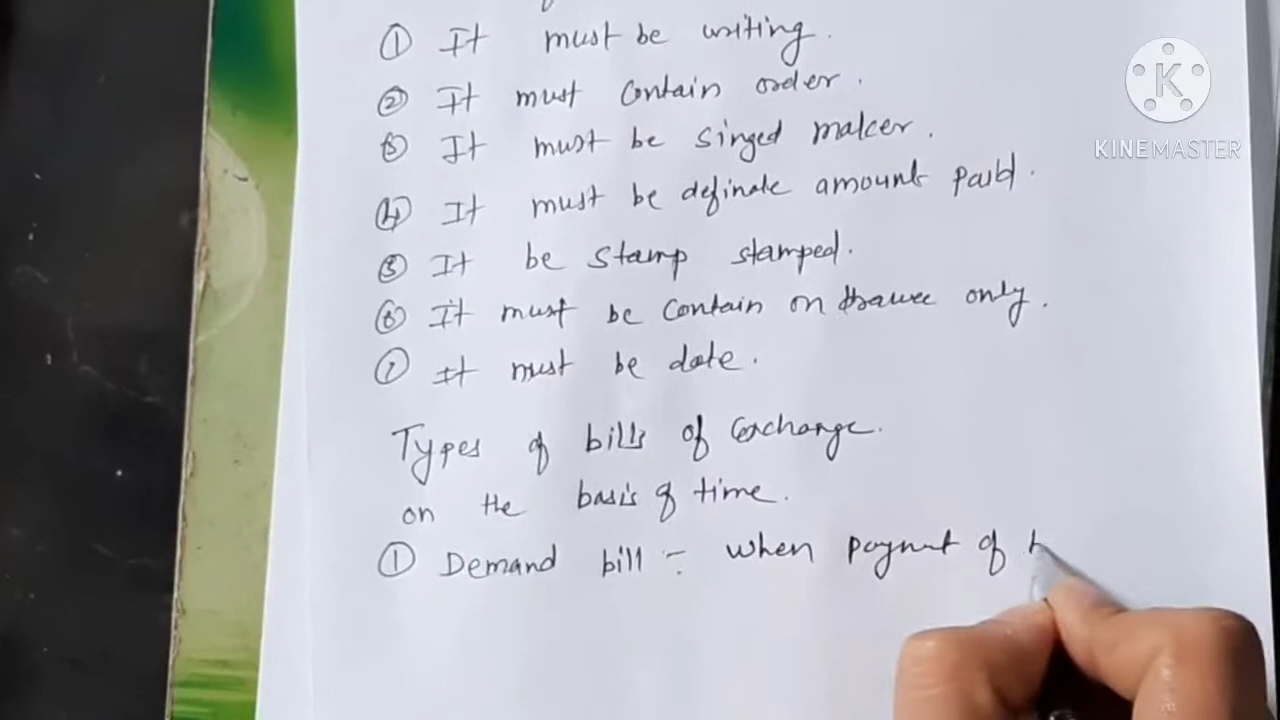 ① It must be writing.
② It must contain order.
③ It must be singed maker.
④ It must be definate amount paid.
⑤ It be stamp stamped.
⑥ It must be contain on drawee only.
⑦ It must be date.
Types of bills of exchange.
on the basis of time.
① Demand bill :- when paymet of
K
KINEMASTER